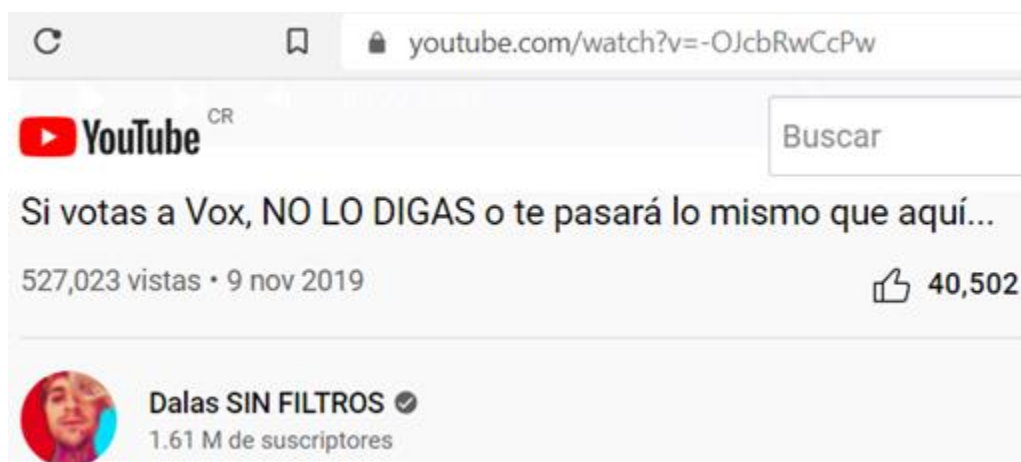 youtube.com/watch?v=-OJcbRwCcPw
YouTube CR
Buscar
Si votas a Vox, NO LO DIGAS o te pasará lo mismo que aquí...
527,023 vistas • 9 nov 2019
40,502
Dalas SIN FILTROS
1.61 M de suscriptores